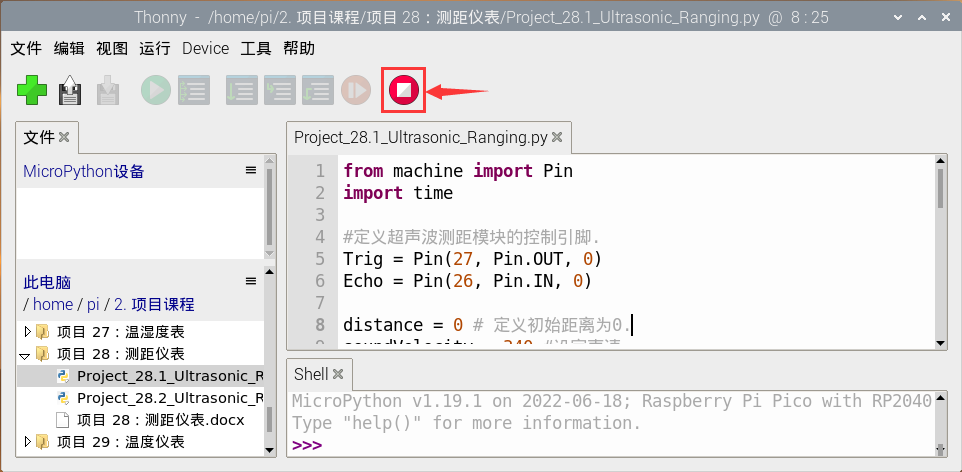 Thonny - /home/pi/2. 项目课程/项目 28：测距仪表/Project_28.1_Ultrasonic_Ranging.py @ 8 : 25
文件 编辑 视图 运行 Device 工具 帮助
文件
MicroPython设备
此电脑
/ home / pi / 2. 项目课程
项目 27：温湿度表
项目 28：测距仪表
Project_28.1_Ultrasonic_R
Project_28.2_Ultrasonic_R
项目 28：测距仪表.docx
项目 29：温度仪表
Project_28.1_Ultrasonic_Ranging.py
1 from machine import Pin
2 import time
3
4 #定义超声波测距模块的控制引脚.
5 Trig = Pin(27, Pin.OUT, 0)
6 Echo = Pin(26, Pin.IN, 0)
7
8 distance = 0 # 定义初始距离为0.
Shell
MicroPython v1.19.1 on 2022-06-18; Raspberry Pi Pico with RP2040
Type "help()" for more information.
>>>